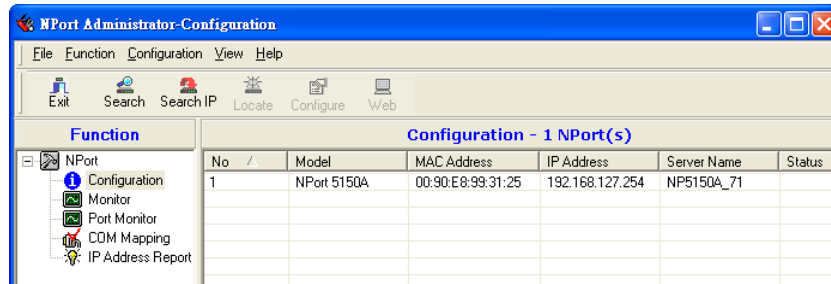 NPort Administrator-Configuration
File Function Configuration View Help
Exit Search Search IP Locate Configure Web
Function
Configuration - 1 NPort(s)
NPort
Configuration
Monitor
Port Monitor
COM Mapping
IP Address Report
No Model MAC Address IP Address Server Name Status
1 NPort 5150A 00:90:E8:99:31:25 192.168.127.254 NP5150A_71